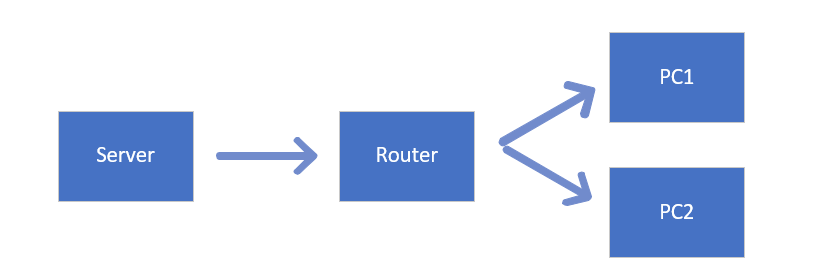 Server
Router
PC1
PC2